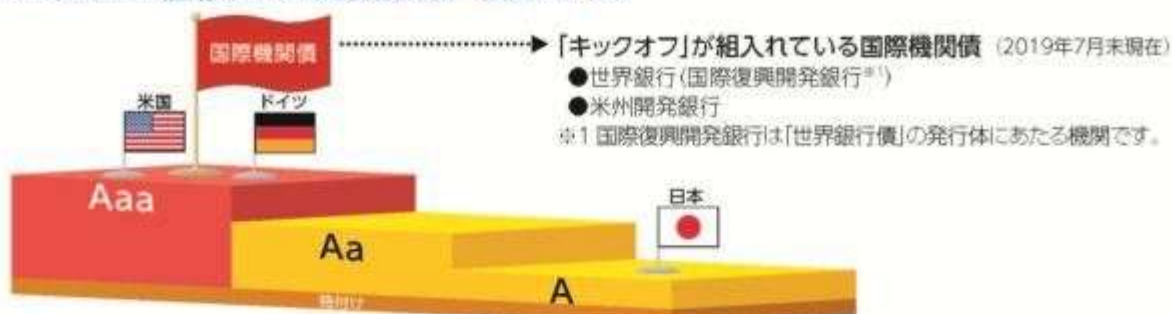 国際機関債
「キックオフ」が組入れている国際機関債 (2019年7月末現在)
●世界銀行(国際復興開発銀行※1)
●米州開発銀行
※1 国際復興開発銀行は「世界銀行債」の発行体にあたる機関です。
米国
ドイツ
日本
Aaa
Aa
A
格付け